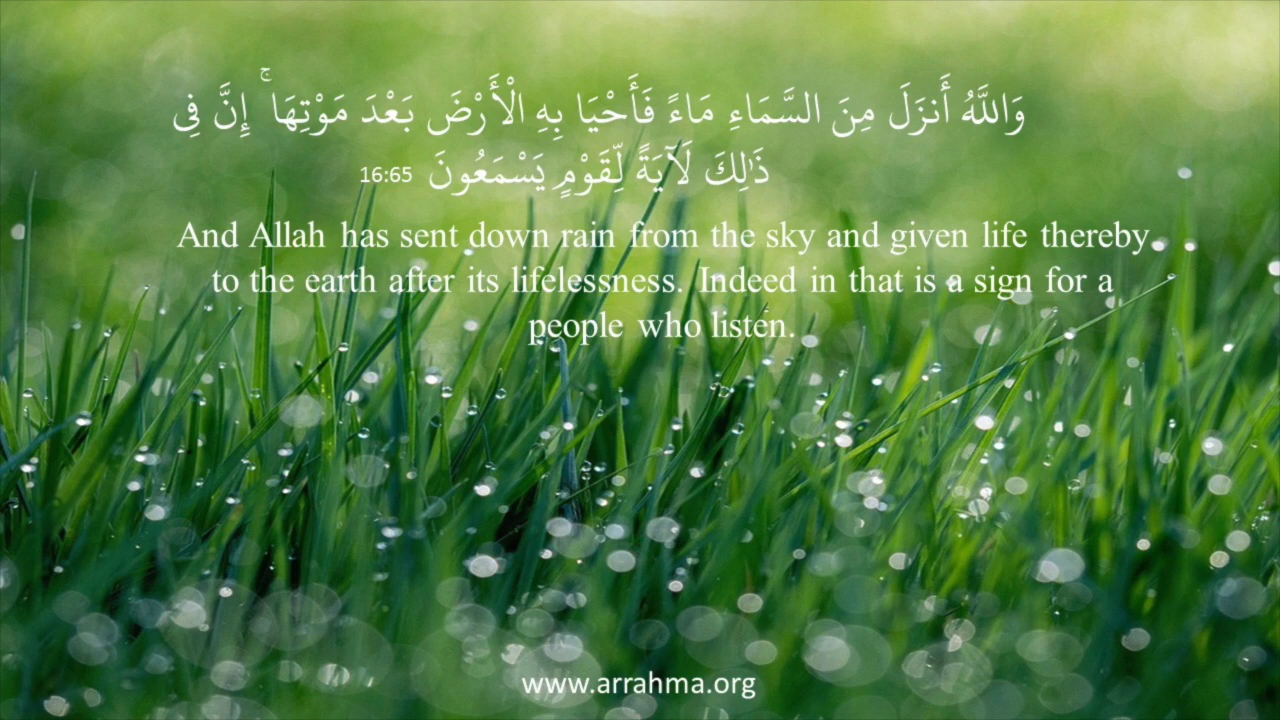 وَاللَّهُ أَنزَلَ مِنَ السَّمَاءِ مَاءً فَأَحْيَا بِهِ الْأَرْضَ بَعْدَ مَوْتِهَا ۚ إِنَّ فِي
ذَٰلِكَ لَآيَةً لِّقَوْمٍ يَسْمَعُونَ 16:65
And Allah has sent down rain from the sky and given life thereby
to the earth after its lifelessness. Indeed in that is a sign for a
people who listen.
www.arrahma.org